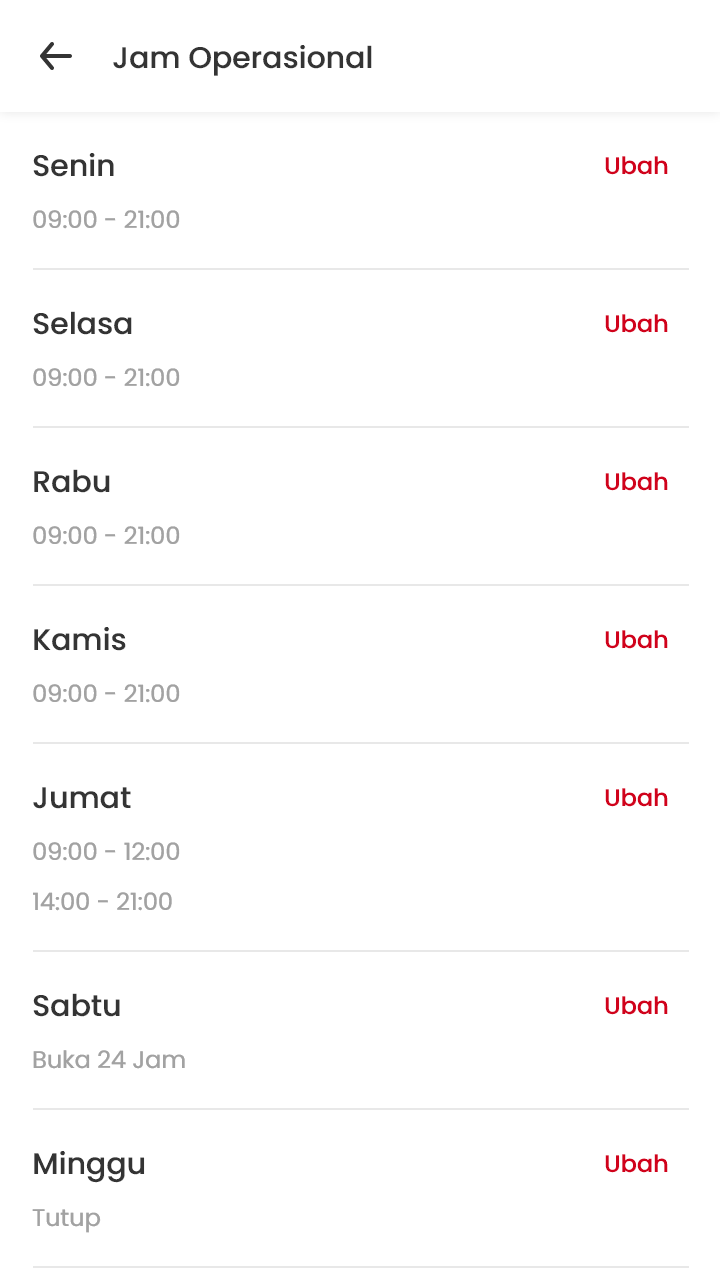 Jam Operasional
Senin Ubah
09:00 - 21:00
Selasa Ubah
09:00 - 21:00
Rabu Ubah
09:00 - 21:00
Kamis Ubah
09:00 - 21:00
Jumat Ubah
09:00 - 12:00
14:00 - 21:00
Sabtu Ubah
Buka 24 Jam
Minggu Ubah
Tutup